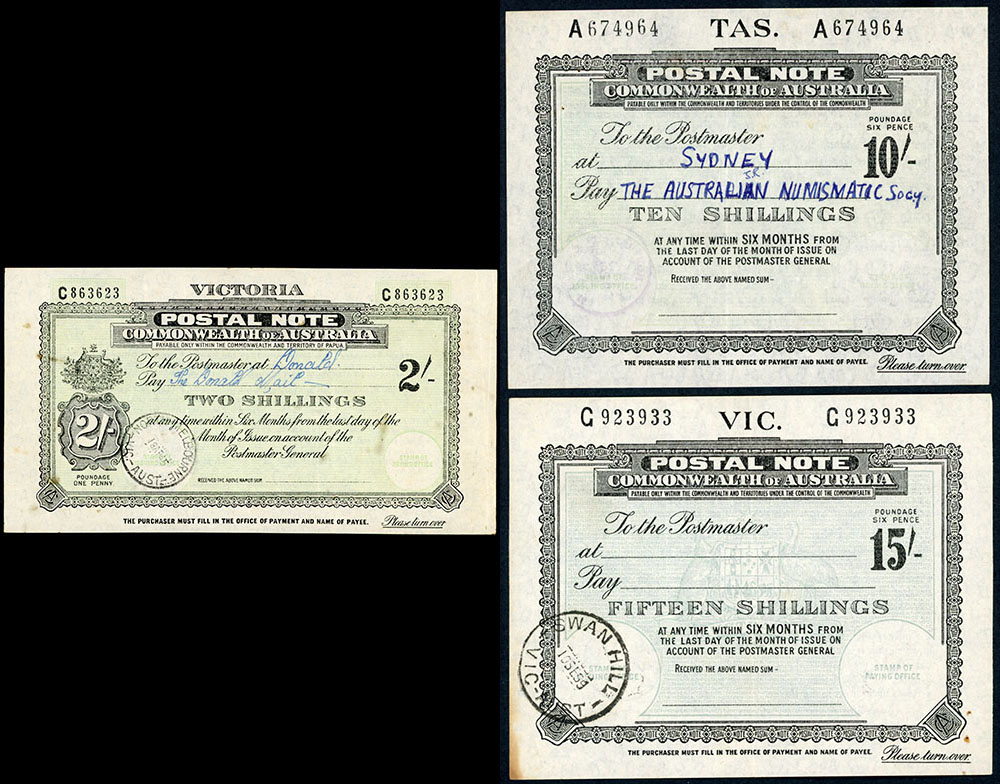 C863623 VICTORIA C863623
POSTAL NOTE
COMMONWEALTH OF AUSTRALIA
PAYABLE ONLY WITHIN THE COMMONWEALTH AND TERRITORY OF PAPUA.
To the Postmaster at Donald.
Pay The Donald Mail
2/-
TWO SHILLINGS
at any time within Six Months from the last day of the
Month of Issue on account of the
Postmaster General
2/-
POUNDAGE
ONE PENNY.
RECEIVED THE ABOVE NAMED SUM
STAMP OF
PAYING OFFICE
VIC-AUST
THE PURCHASER MUST FILL IN THE OFFICE OF PAYMENT AND NAME OF PAYEE. Please turn over
A674964 TAS. A674964
POSTAL NOTE
COMMONWEALTH OF AUSTRALIA
PAYABLE ONLY WITHIN THE COMMONWEALTH AND TERRITORIES UNDER THE CONTROL OF THE COMMONWEALTH
POUNDAGE
SIX PENCE
10/-
To the Postmaster
at SYDNEY
Pay THE AUSTRALIAN NUMISMATIC Socy.
TEN SHILLINGS
AT ANY TIME WITHIN SIX MONTHS FROM
THE LAST DAY OF THE MONTH OF ISSUE ON
ACCOUNT OF THE POSTMASTER GENERAL
RECEIVED THE ABOVE NAMED SUM –
THE PURCHASER MUST FILL IN THE OFFICE OF PAYMENT AND NAME OF PAYEE. Please turn over.
G923933 VIC. G923933
POSTAL NOTE
COMMONWEALTH OF AUSTRALIA
PAYABLE ONLY WITHIN THE COMMONWEALTH AND TERRITORIES UNDER THE CONTROL OF THE COMMONWEALTH
POUNDAGE
SIX PENCE
15/-
To the Postmaster
at
Pay
FIFTEEN SHILLINGS
AT ANY TIME WITHIN SIX MONTHS FROM
THE LAST DAY OF THE MONTH OF ISSUE ON
ACCOUNT OF THE POSTMASTER GENERAL
RECEIVED THE ABOVE NAMED SUM –
SWAN HILL
VIC-AUST
STAMP OF
PAYING OFFICE
THE PURCHASER MUST FILL IN THE OFFICE OF PAYMENT AND NAME OF PAYEE. Please turn over.